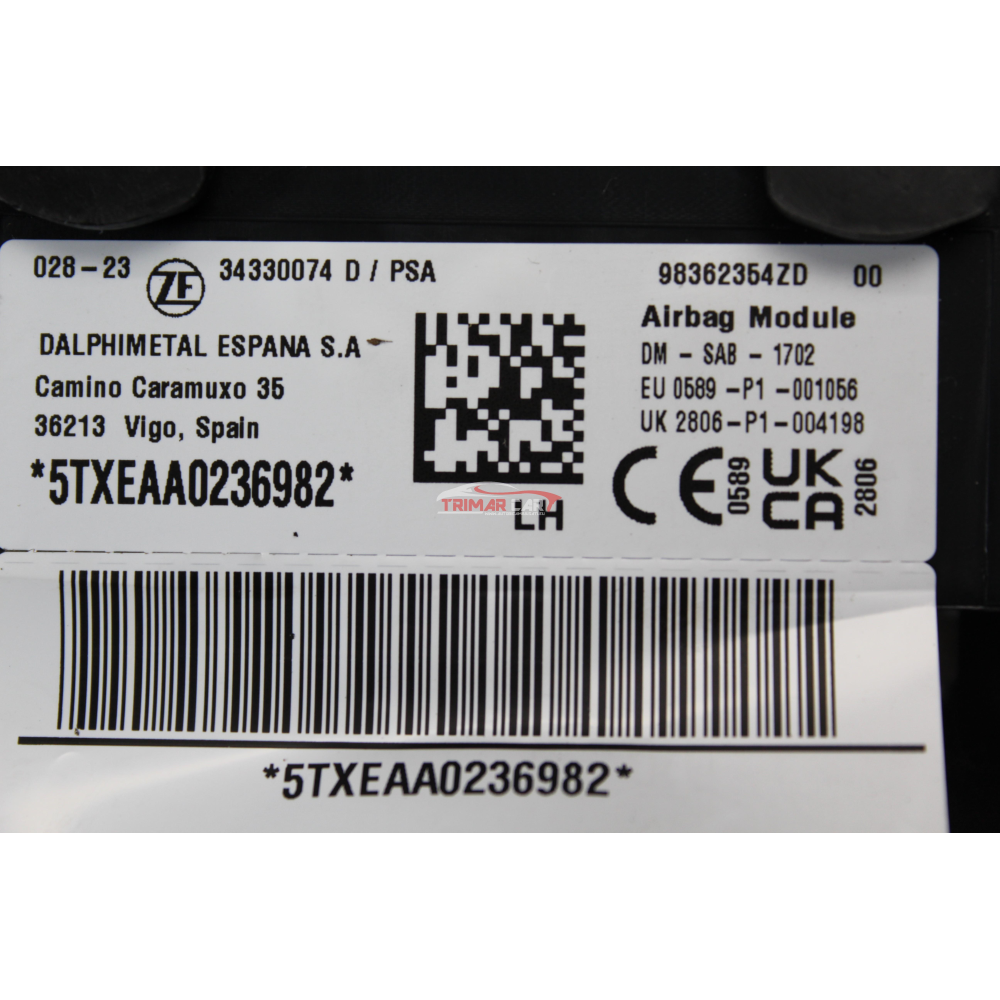 028-23 ZF 34330074 D / PSA 98362354ZD 00
DALPHIMETAL ESPANA S.A
Camino Caramuxo 35
36213 Vigo, Spain
*5TXEAA0236982*
LH
Airbag Module
DM - SAB - 1702
EU 0589 -P1 -001056
UK 2806-P1-004198
CE 0589
UK CA 2806
TRIMAR CAR
*5TXEAA0236982*